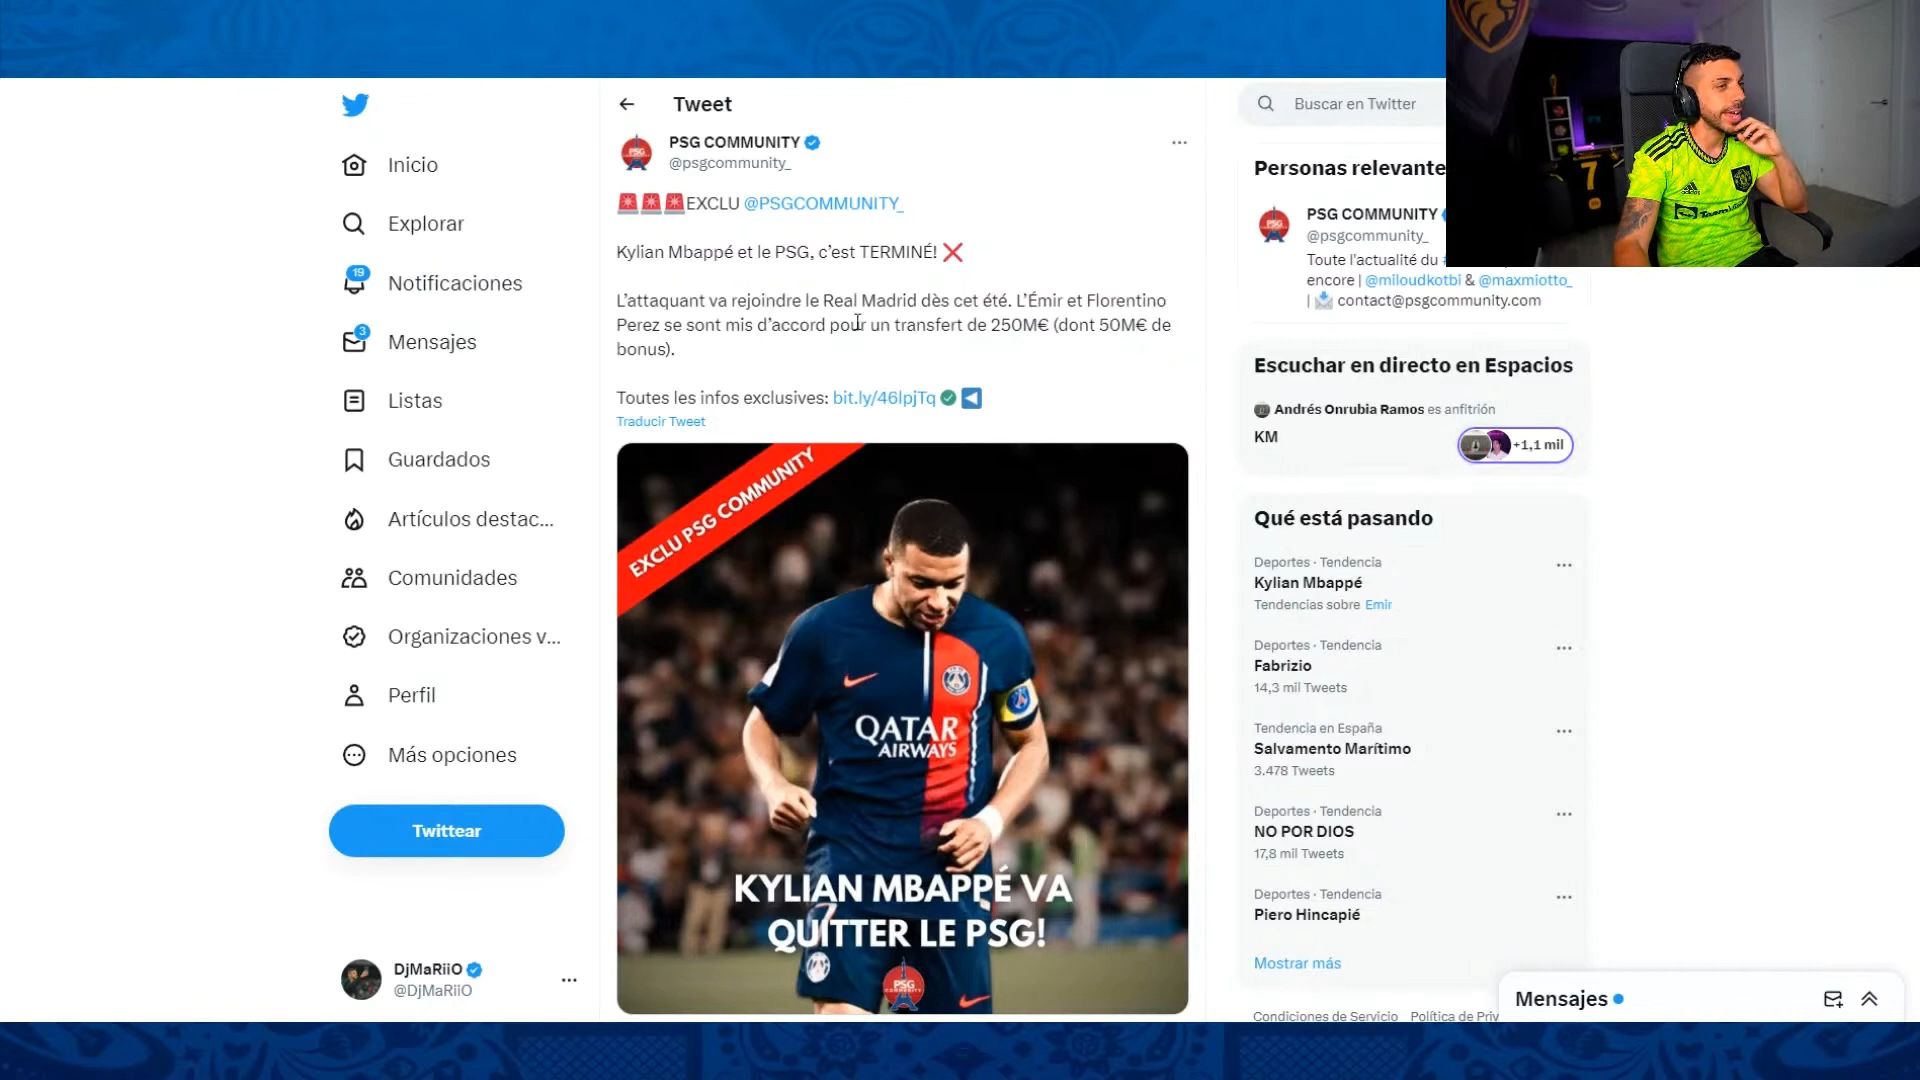 Inicio
Explorar
19
Notificaciones
3
Mensajes
Listas
Guardados
Artículos destac...
Comunidades
Organizaciones v...
Perfil
Más opciones
Twittear
DjMaRiiO
@DjMaRiiO
Tweet
PSG COMMUNITY
@psgcommunity_
🚨🚨🚨EXCLU @PSGCOMMUNITY_
Kylian Mbappé et le PSG, c’est TERMINÉ! ❌
L’attaquant va rejoindre le Real Madrid dès cet été. L’Émir et Florentino
Perez se sont mis d’accord pour un transfert de 250M€ (dont 50M€ de
bonus).
Toutes les infos exclusives: bit.ly/46lpjTq
Traducir Tweet
EXCLU PSG COMMUNITY
QATAR
AIRWAYS
KYLIAN MBAPPÉ VA
QUITTER LE PSG!
PSG
COMMUNITY
Buscar en Twitter
Personas relevante
PSG COMMUNITY
@psgcommunity_
Toute l'actualité du
encore | @miloudkotbi & @maxmiotto_
| 📩 contact@psgcommunity.com
Escuchar en directo en Espacios
Andrés Onrubia Ramos es anfitrión
KM
+1,1 mil
Qué está pasando
Deportes · Tendencia
Kylian Mbappé
Tendencias sobre Emir
Deportes · Tendencia
Fabrizio
14,3 mil Tweets
Tendencia en España
Salvamento Marítimo
3.478 Tweets
Deportes · Tendencia
NO POR DIOS
17,8 mil Tweets
Deportes · Tendencia
Piero Hincapié
Mostrar más
Condiciones de Servicio Política de Priv
Mensajes
7
adidas